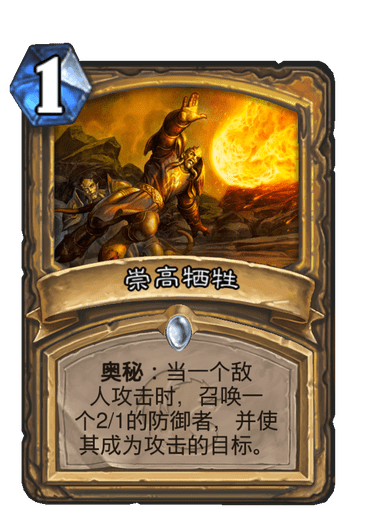 1
崇高牺牲
奥秘：当一个敌
人攻击时，召唤一
个2/1的防御者，并使
其成为攻击的目标。